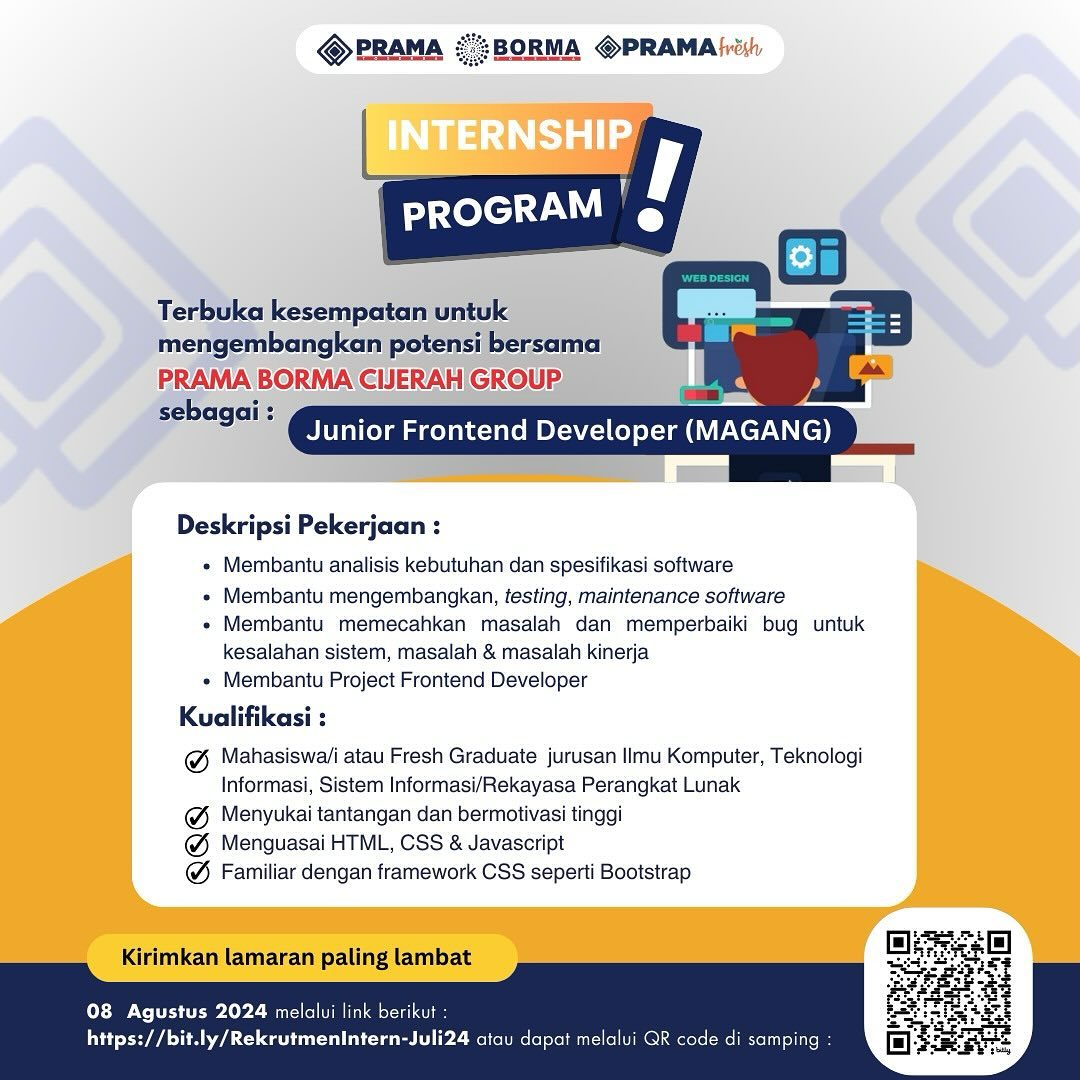 PRAMA TOSERBA BORMA TOSERBA PRAMA fresh
INTERNSHIP
PROGRAM !
WEB DESIGN
Terbuka kesempatan untuk
mengembangkan potensi bersama
PRAMA BORMA CIJERAH GROUP
sebagai :
Junior Frontend Developer (MAGANG)
Deskripsi Pekerjaan :
• Membantu analisis kebutuhan dan spesifikasi software
• Membantu mengembangkan, testing, maintenance software
• Membantu memecahkan masalah dan memperbaiki bug untuk
kesalahan sistem, masalah & masalah kinerja
• Membantu Project Frontend Developer
Kualifikasi :
Mahasiswa/i atau Fresh Graduate jurusan Ilmu Komputer, Teknologi
Informasi, Sistem Informasi/Rekayasa Perangkat Lunak
Menyukai tantangan dan bermotivasi tinggi
Menguasai HTML, CSS & Javascript
Familiar dengan framework CSS seperti Bootstrap
Kirimkan lamaran paling lambat
08 Agustus 2024 melalui link berikut :
https://bit.ly/RekrutmenIntern-Juli24 atau dapat melalui QR code di samping :
bitly